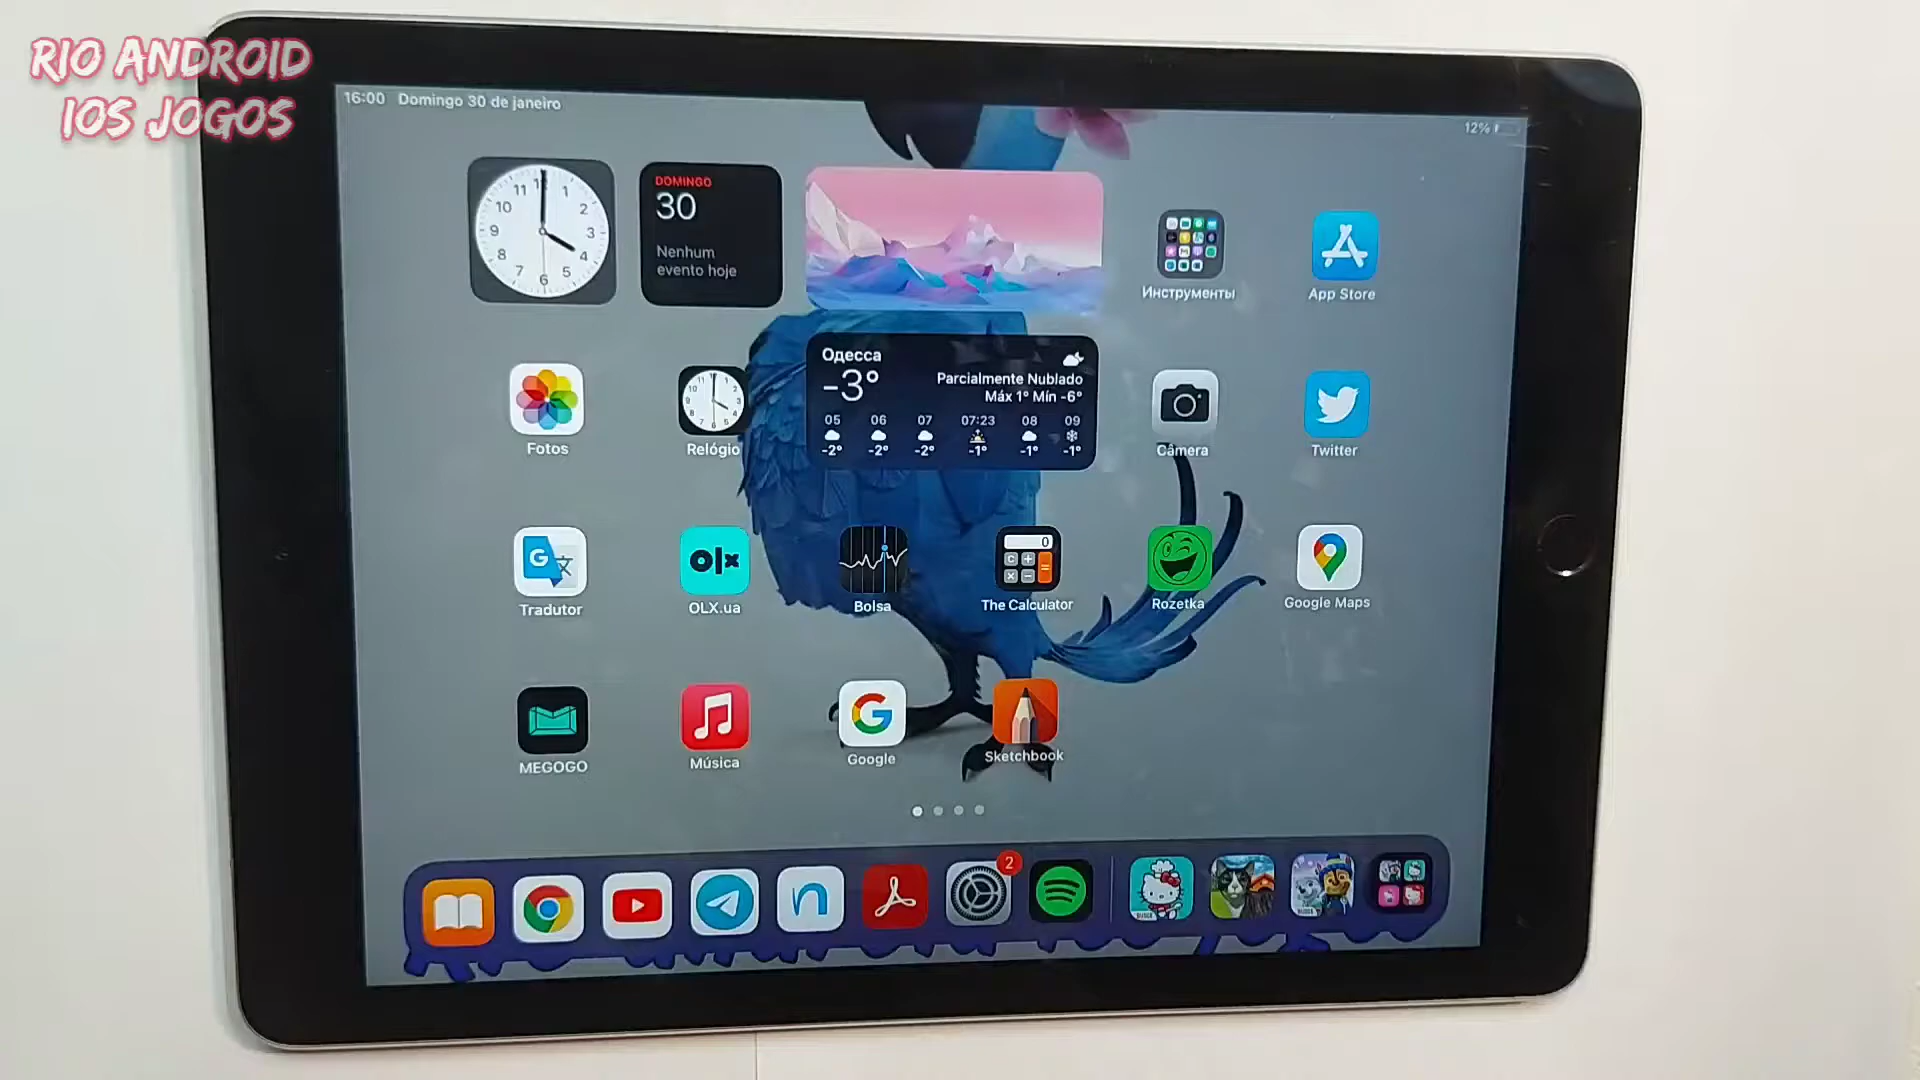 RIO ANDROID
IOS JOGOS
16:00 Domingo 30 de janeiro
12%
DOMINGO
30
Nenhum
evento hoje
Инструменты
App Store
Fotos
Relógio
Одесса
-3°
Parcialmente Nublado
Máx 1° Mín -6°
05 06 07 07:23 08 09
-2° -2° -2° -1° -1° -1°
Câmera
Twitter
Tradutor
OLX.ua
Bolsa
The Calculator
Rozetka
Google Maps
MEGOGO
Música
Google
Sketchbook
2